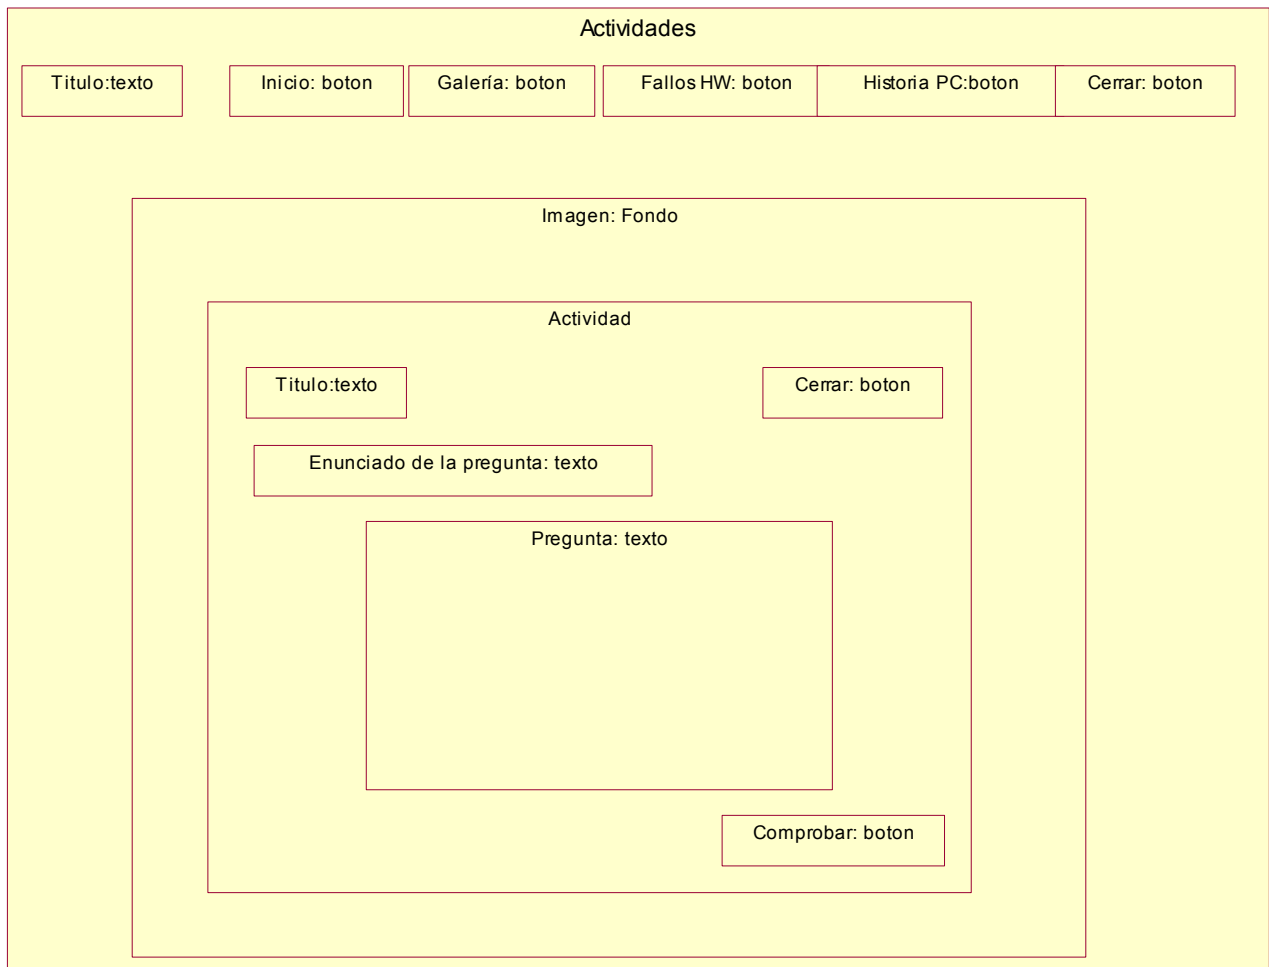 Actividades
Titulo:texto
Inicio: boton
Galería: boton
Fallos HW: boton
Historia PC:boton
Cerrar: boton
Imagen: Fondo
Actividad
Titulo:texto
Cerrar: boton
Enunciado de la pregunta: texto
Pregunta: texto
Comprobar: boton